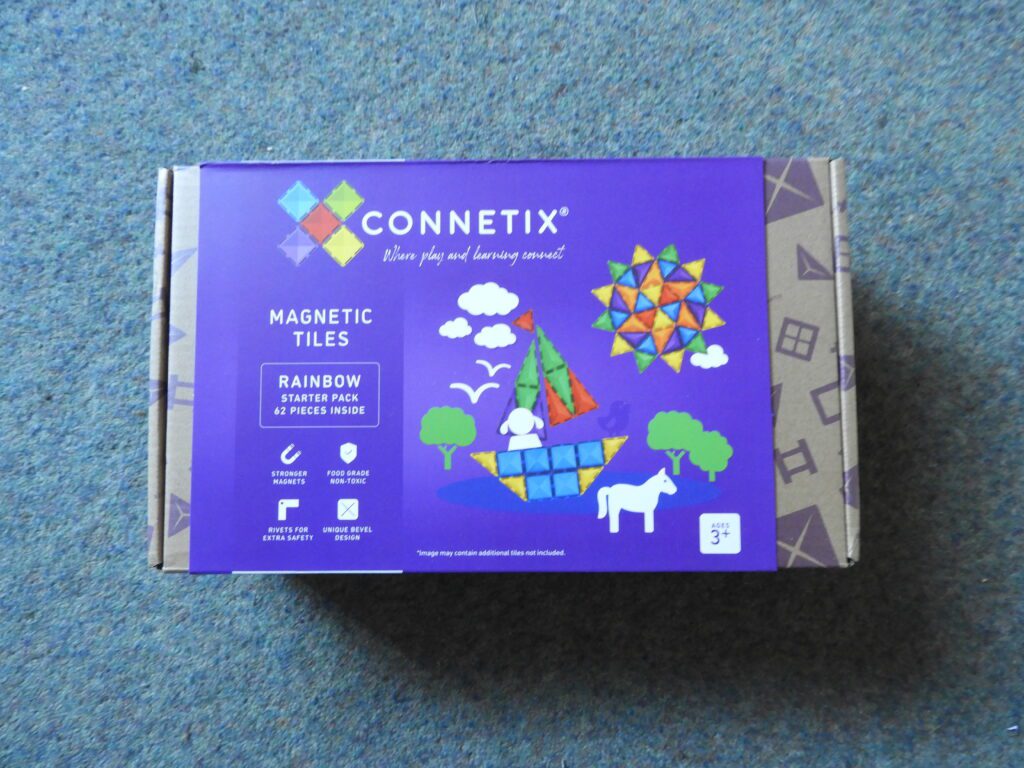 CONNETIX®
Where play and learning connect
MAGNETIC
TILES
RAINBOW
STARTER PACK
62 PIECES INSIDE
STRONGER
MAGNETS
FOOD GRADE
NON-TOXIC
RIVETS FOR
EXTRA SAFETY
UNIQUE BEVEL
DESIGN
*Image may contain additional tiles not included.
AGES
3+